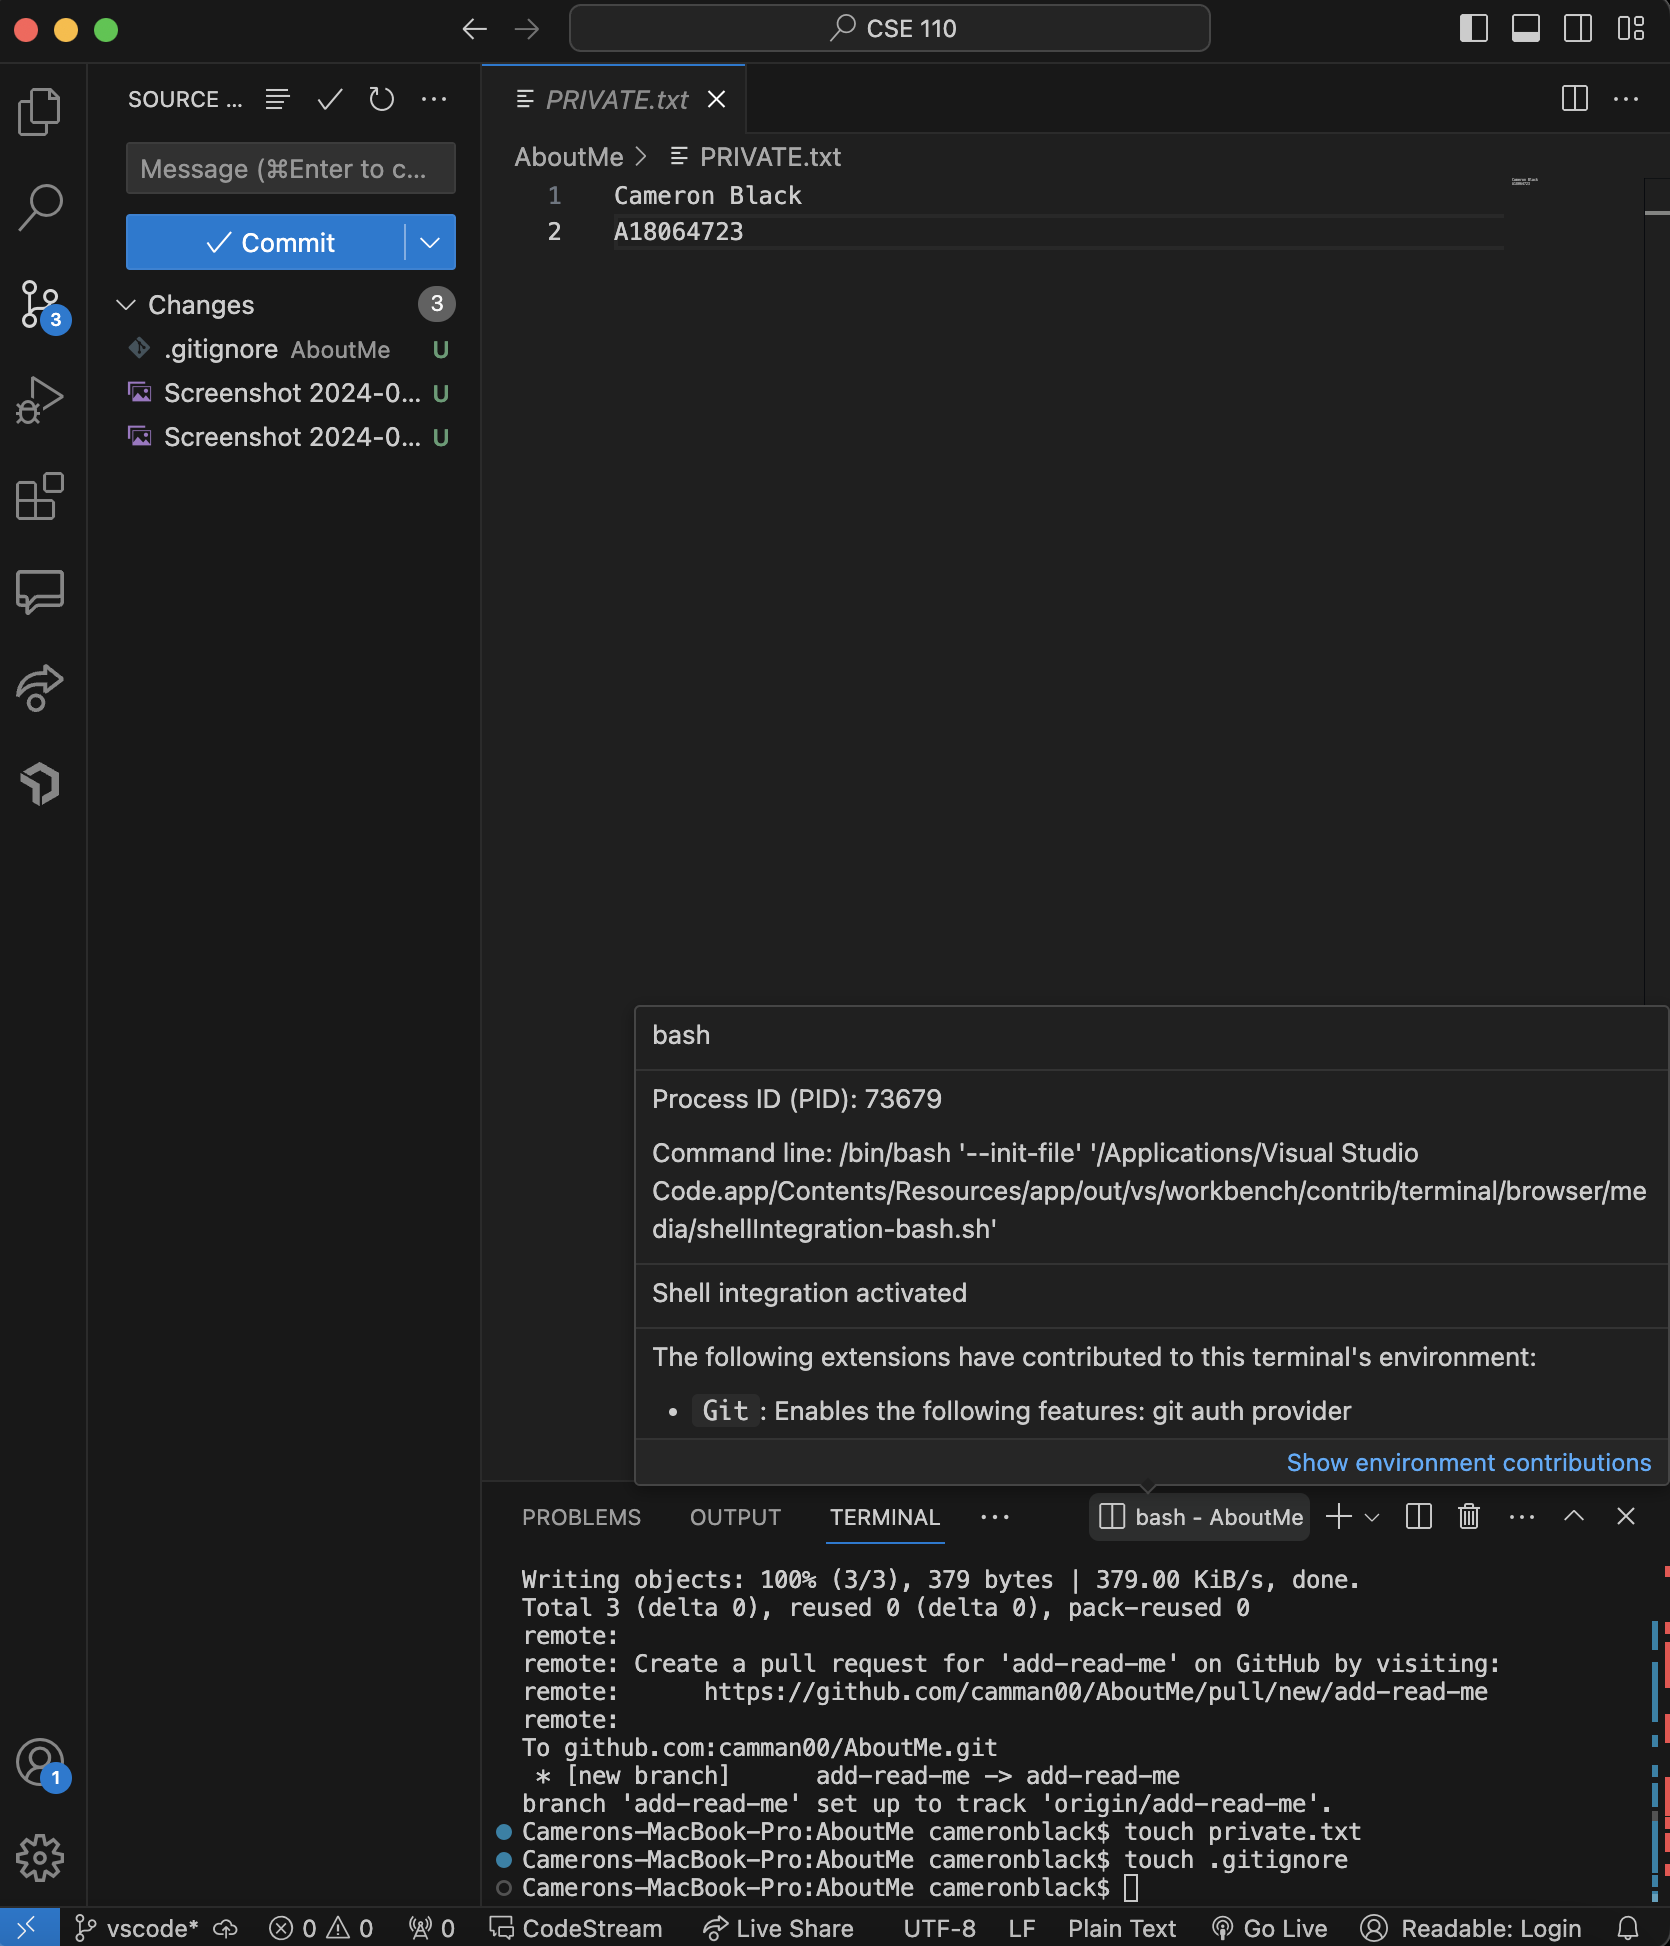 CSE 110
SOURCE ...
PRIVATE.txt
Message (⌘Enter to c...
AboutMe > PRIVATE.txt
1 Cameron Black
2 A18064723
Commit
Changes 3
3
.gitignore AboutMe U
Screenshot 2024-0... U
Screenshot 2024-0... U
bash
Process ID (PID): 73679
Command line: /bin/bash '--init-file' '/Applications/Visual Studio
Code.app/Contents/Resources/app/out/vs/workbench/contrib/terminal/browser/me
dia/shellIntegration-bash.sh'
Shell integration activated
The following extensions have contributed to this terminal's environment:
• Git : Enables the following features: git auth provider
Show environment contributions
PROBLEMS OUTPUT TERMINAL ... bash - AboutMe
Writing objects: 100% (3/3), 379 bytes | 379.00 KiB/s, done.
Total 3 (delta 0), reused 0 (delta 0), pack-reused 0
remote:
remote: Create a pull request for 'add-read-me' on GitHub by visiting:
remote:      https://github.com/camman00/AboutMe/pull/new/add-read-me
remote:
To github.com:camman00/AboutMe.git
 * [new branch]      add-read-me -> add-read-me
branch 'add-read-me' set up to track 'origin/add-read-me'.
Camerons-MacBook-Pro:AboutMe cameronblack$ touch private.txt
Camerons-MacBook-Pro:AboutMe cameronblack$ touch .gitignore
Camerons-MacBook-Pro:AboutMe cameronblack$
1
vscode* 0 0 0 CodeStream Live Share UTF-8 LF Plain Text Go Live Readable: Login